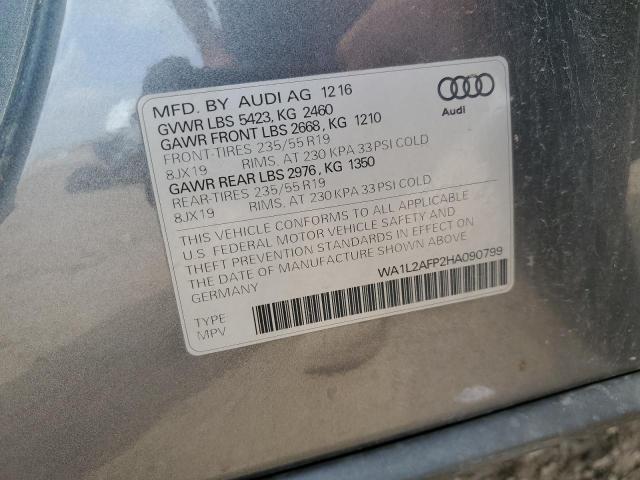 MFD. BY AUDI AG 12 16
GVWR LBS 5423, KG 2460
GAWR FRONT LBS 2668, KG 1210
FRONT-TIRES 235/55 R19
8JX19 RIMS. AT 230 KPA 33 PSI COLD
GAWR REAR LBS 2976, KG 1350
REAR-TIRES 235/55 R19
8JX19 RIMS. AT 230 KPA 33 PSI COLD
Audi
THIS VEHICLE CONFORMS TO ALL APPLICABLE
U.S. FEDERAL MOTOR VEHICLE SAFETY AND
THEFT PREVENTION STANDARDS IN EFFECT ON
THE DATE OF MANUFACTURE SHOWN ABOVE
GERMANY
WA1L2AFP2HA090799
TYPE
MPV